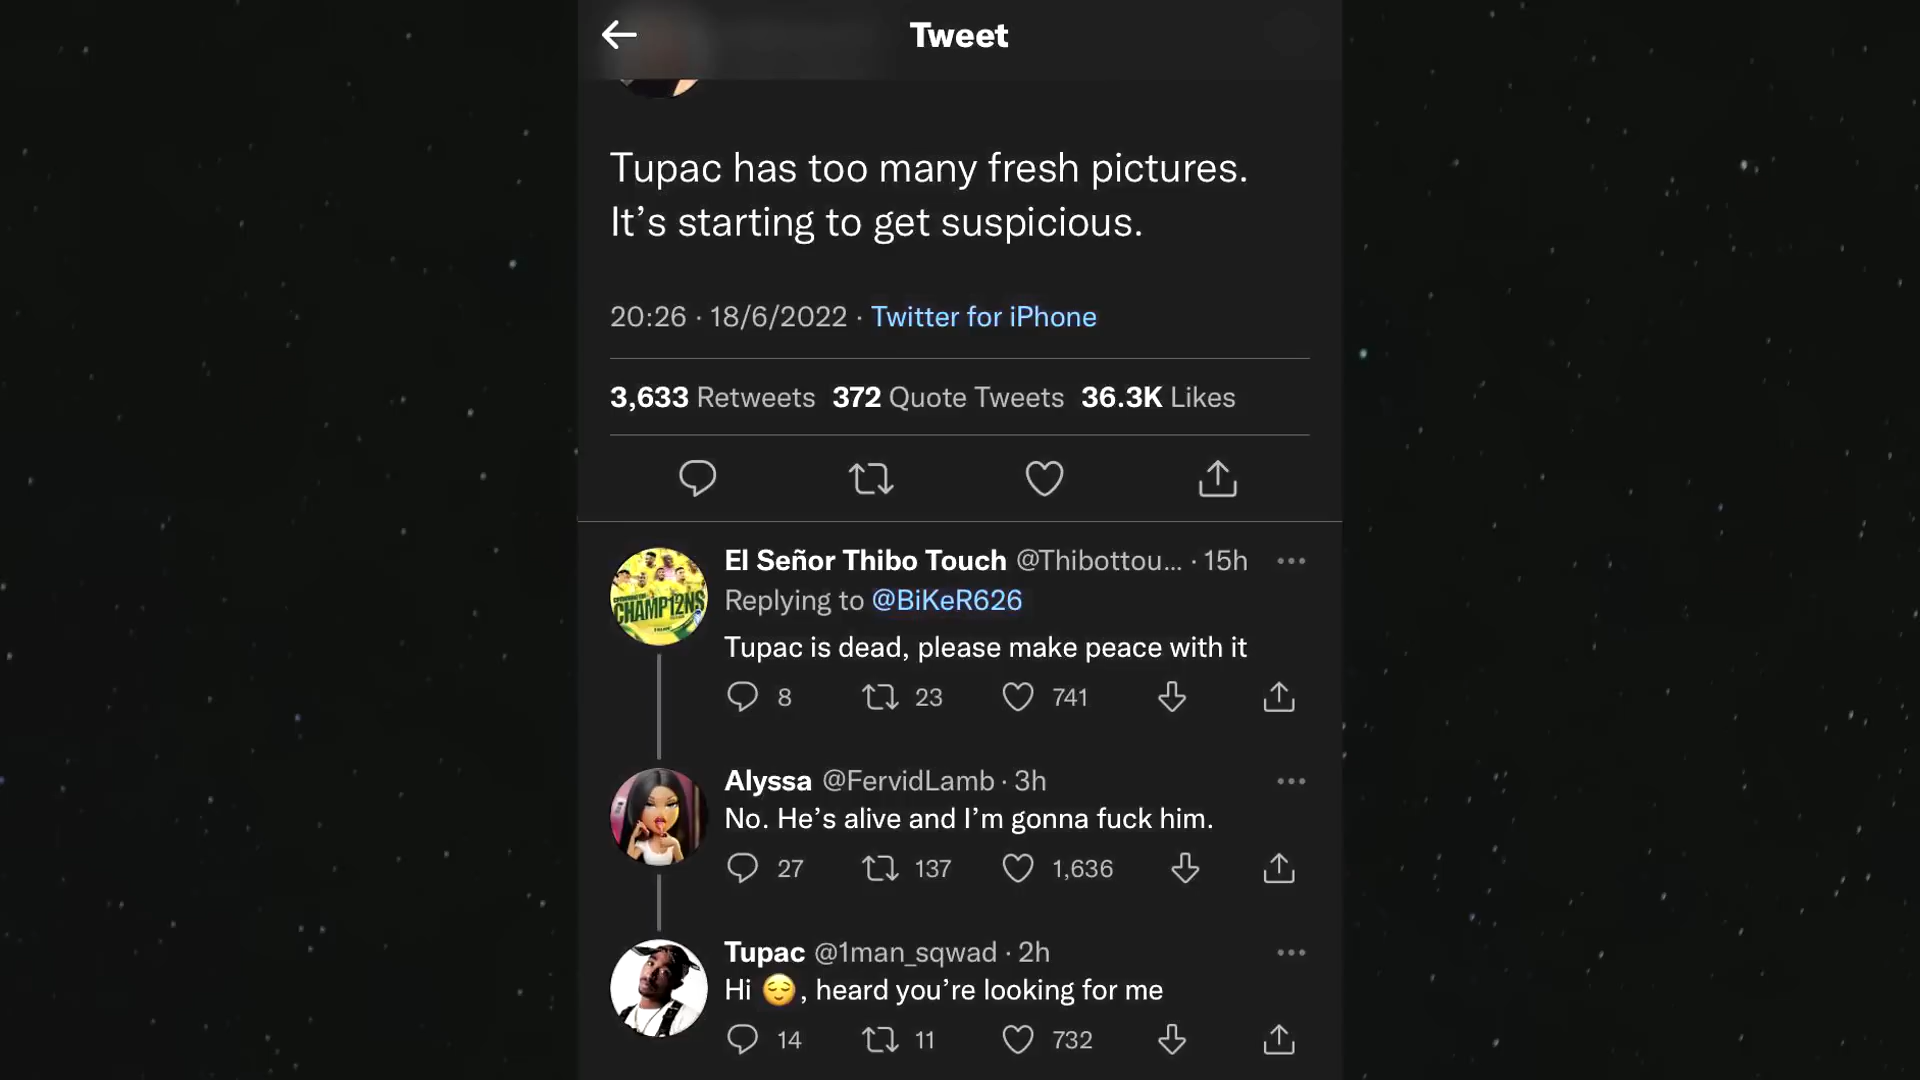 Tweet
Tupac has too many fresh pictures.
It’s starting to get suspicious.
20:26 · 18/6/2022 · Twitter for iPhone
3,633 Retweets 372 Quote Tweets 36.3K Likes
El Señor Thibo Touch @Thibottou... · 15h
Replying to @BiKeR626
CHAMP12NS
Tupac is dead, please make peace with it
8 23 741
Alyssa @FervidLamb · 3h
No. He’s alive and I’m gonna fuck him.
27 137 1,636
Tupac @1man_sqwad · 2h
Hi 😌, heard you’re looking for me
14 11 732